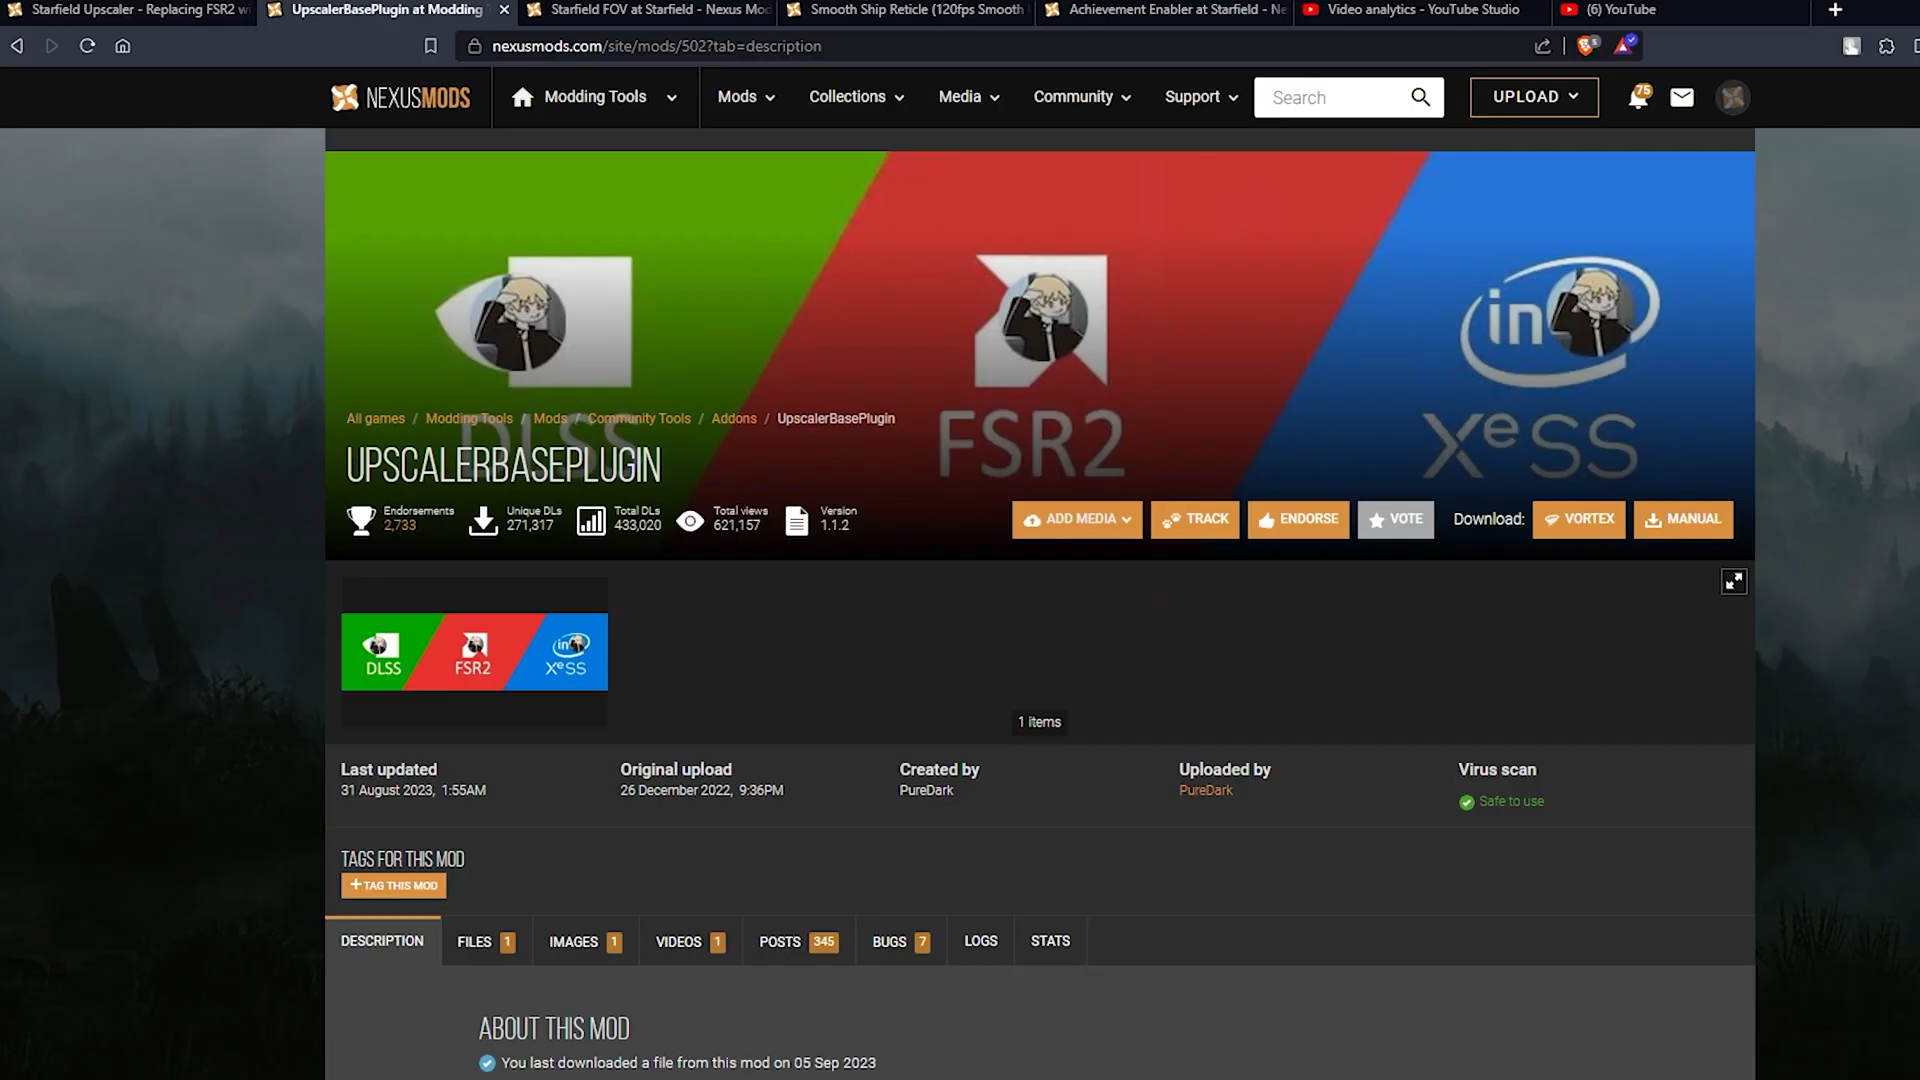 Starfield Upscaler - Replacing FSR2 wi
UpscalerBasePlugin at Modding
Starfield FOV at Starfield - Nexus Mod
Smooth Ship Reticle (120fps Smooth
Achievement Enabler at Starfield - Ne
Video analytics - YouTube Studio
(6) YouTube
nexusmods.com/site/mods/502?tab=description
NEXUSMODS
Modding Tools
Mods
Collections
Media
Community
Support
Search
UPLOAD
75
in
DLSS
FSR2
XeSS
All games / Modding Tools / Mods / Community Tools / Addons / UpscalerBasePlugin
UPSCALERBASEPLUGIN
Endorsements
2,733
Unique DLs
271,317
Total DLs
433,020
Total views
621,157
Version
1.1.2
ADD MEDIA
TRACK
ENDORSE
VOTE
Download:
VORTEX
MANUAL
in
DLSS
FSR2
XeSS
1 items
Last updated
31 August 2023, 1:55AM
Original upload
26 December 2022, 9:36PM
Created by
PureDark
Uploaded by
PureDark
Virus scan
Safe to use
TAGS FOR THIS MOD
+ TAG THIS MOD
DESCRIPTION
FILES 1
IMAGES 1
VIDEOS 1
POSTS 345
BUGS 7
LOGS
STATS
ABOUT THIS MOD
You last downloaded a file from this mod on 05 Sep 2023